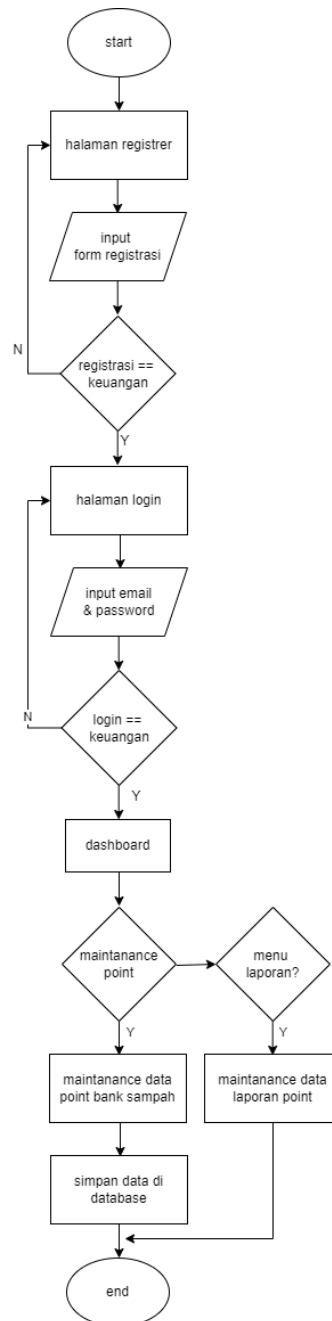 start
halaman registrer
input
form registrasi
registrasi ==
keuangan
N
Y
halaman login
input email
& password
login ==
keuangan
N
Y
dashboard
maintanance
point
menu
laporan?
Y
Y
maintanance data
point bank sampah
maintanance data
laporan point
simpan data di
database
end